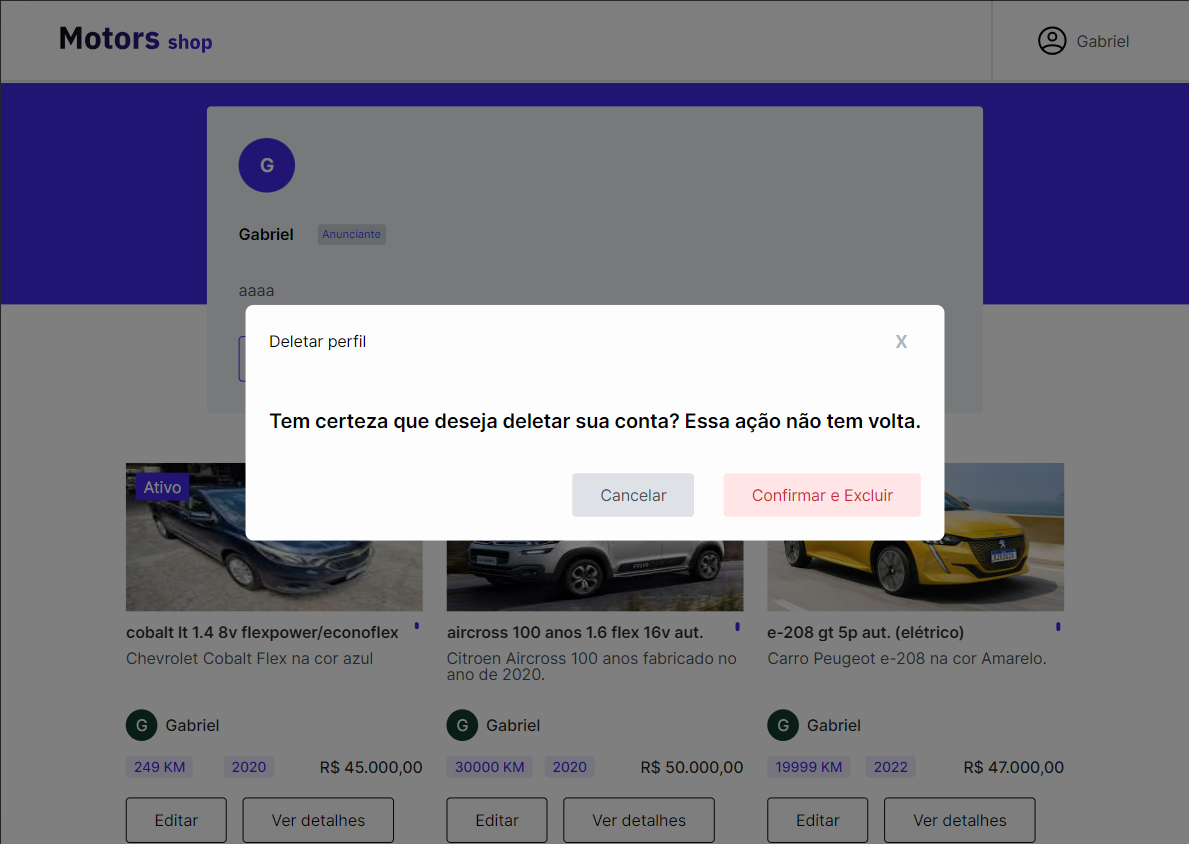 Motors shop
Gabriel
G
Gabriel Anunciante
aaaa
Deletar perfil X
Tem certeza que deseja deletar sua conta? Essa ação não tem volta.
Cancelar Confirmar e Excluir
Ativo
cobalt lt 1.4 8v flexpower/econoflex
Chevrolet Cobalt Flex na cor azul
G Gabriel
249 KM 2020 R$ 45.000,00
Editar Ver detalhes
aircross 100 anos 1.6 flex 16v aut.
Citroen Aircross 100 anos fabricado no
ano de 2020.
G Gabriel
30000 KM 2020 R$ 50.000,00
Editar Ver detalhes
e-208 gt 5p aut. (elétrico)
Carro Peugeot e-208 na cor Amarelo.
G Gabriel
19999 KM 2022 R$ 47.000,00
Editar Ver detalhes